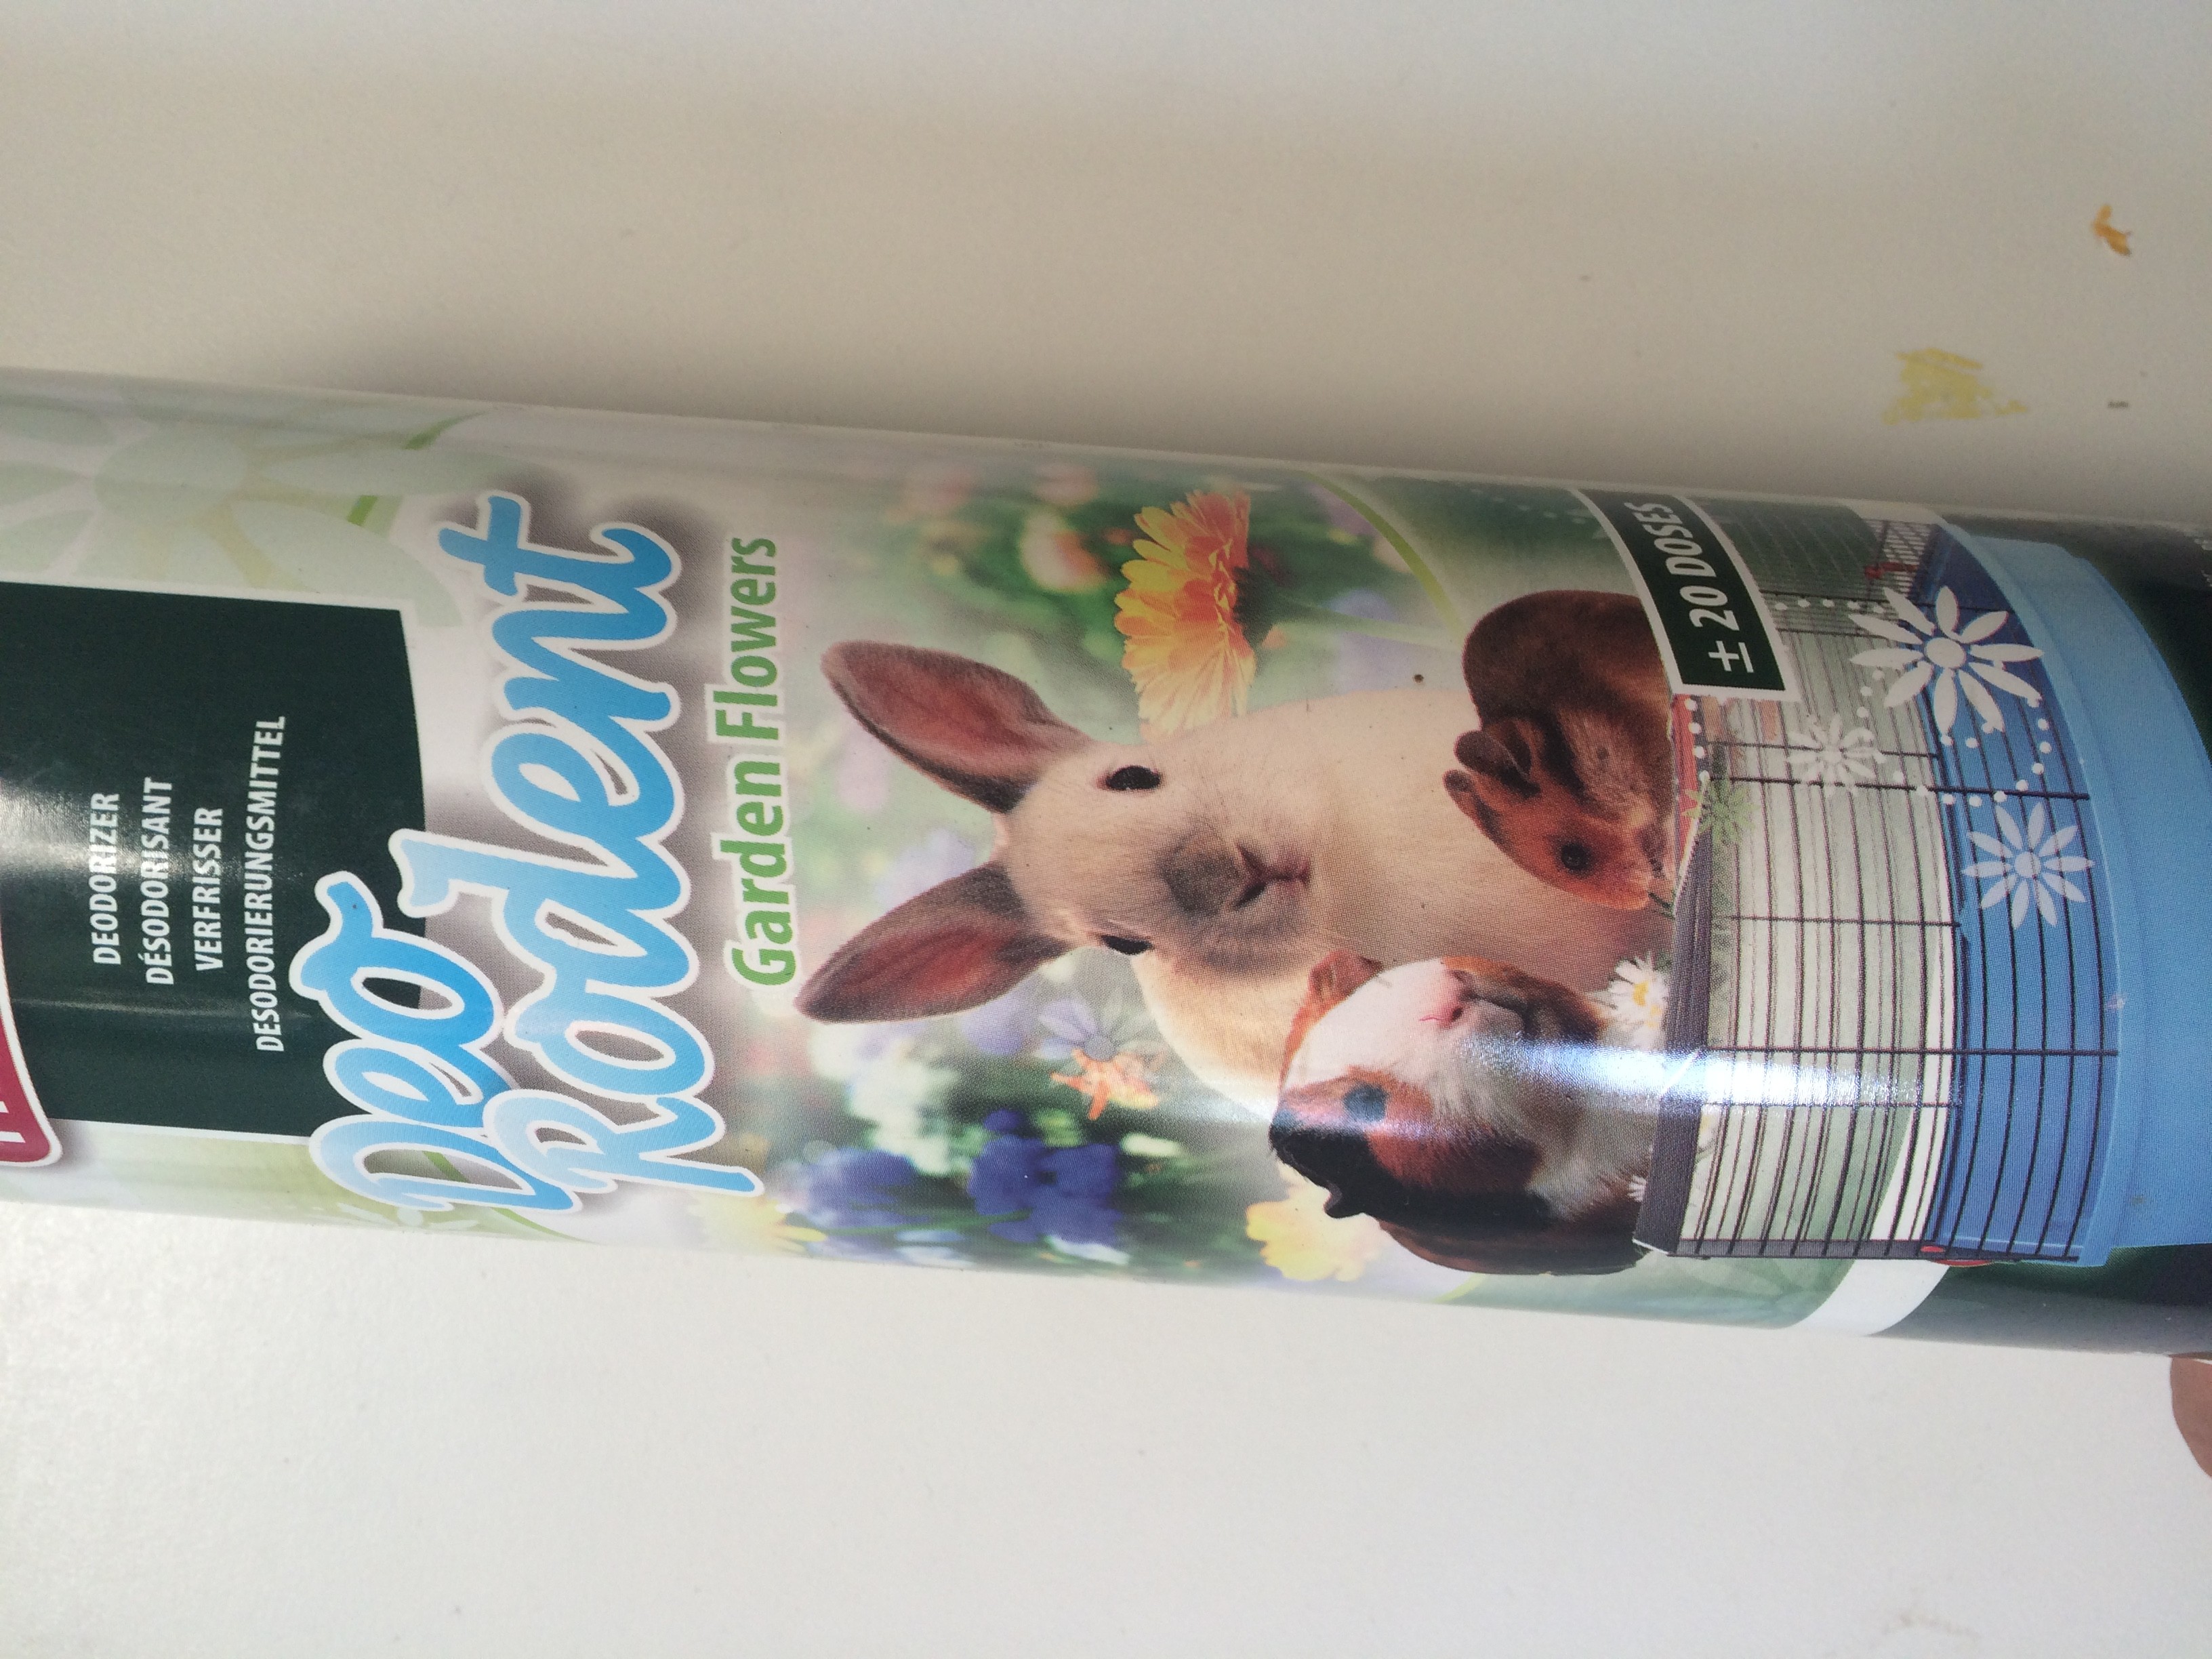 DEODORIZER
DÉSODORISANT
VERFRISSER
DESODORIERUNGSMITTEL
Deo
Rodent
Garden Flowers
± 20 DOSES